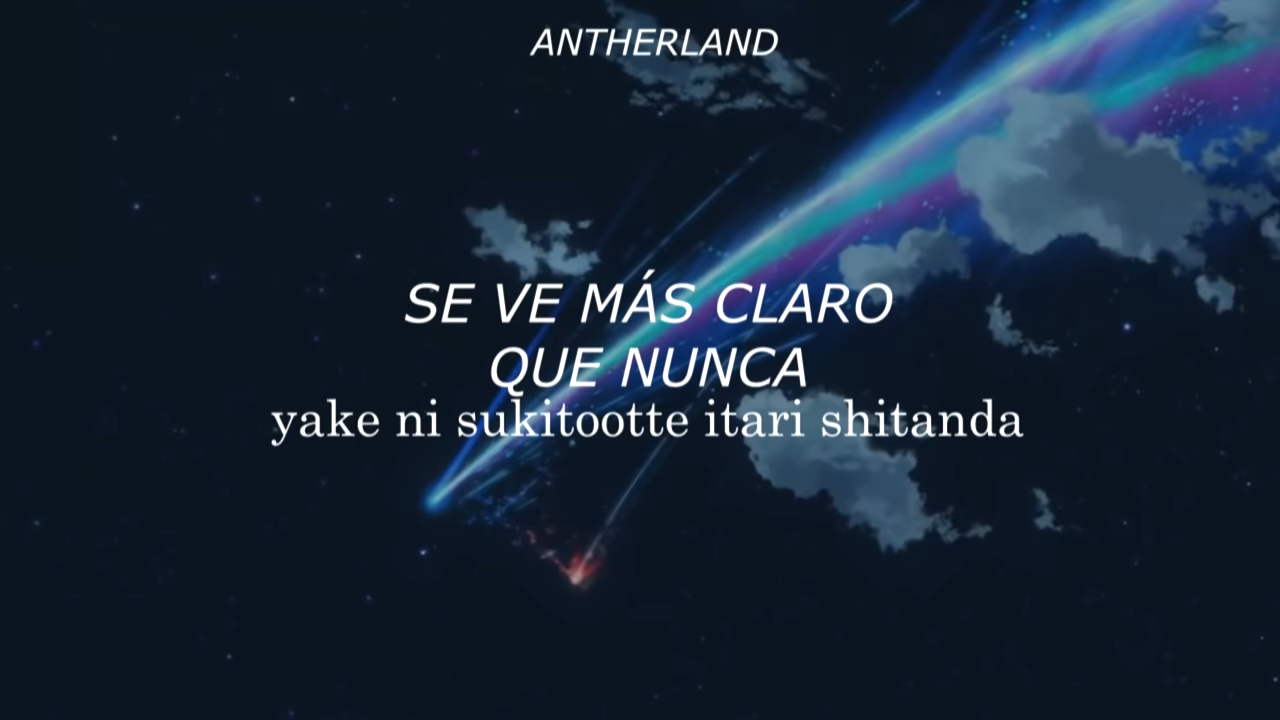 ANTHERLAND
SE VE MÁS CLARO
QUE NUNCA
yake ni sukitootte itari shitanda